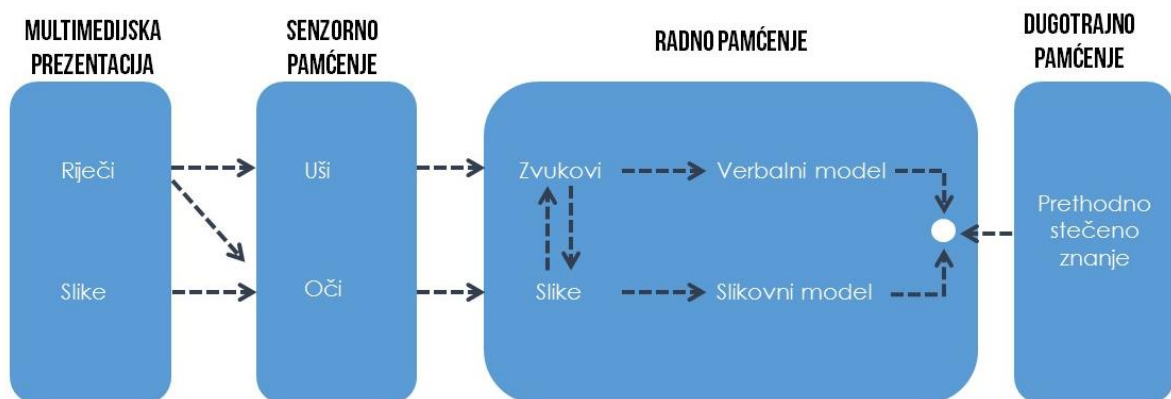 MULTIMEDIJSKA
PREZENTACIJA
SENZORNO
PAMĆENJE
RADNO PAMĆENJE
DUGOTRAJNO
PAMĆENJE
Riječi
Uši
Zvukovi
Verbalni model
Prethodno
stečeno
znanje
Slike
Oči
Slike
Slikovni model